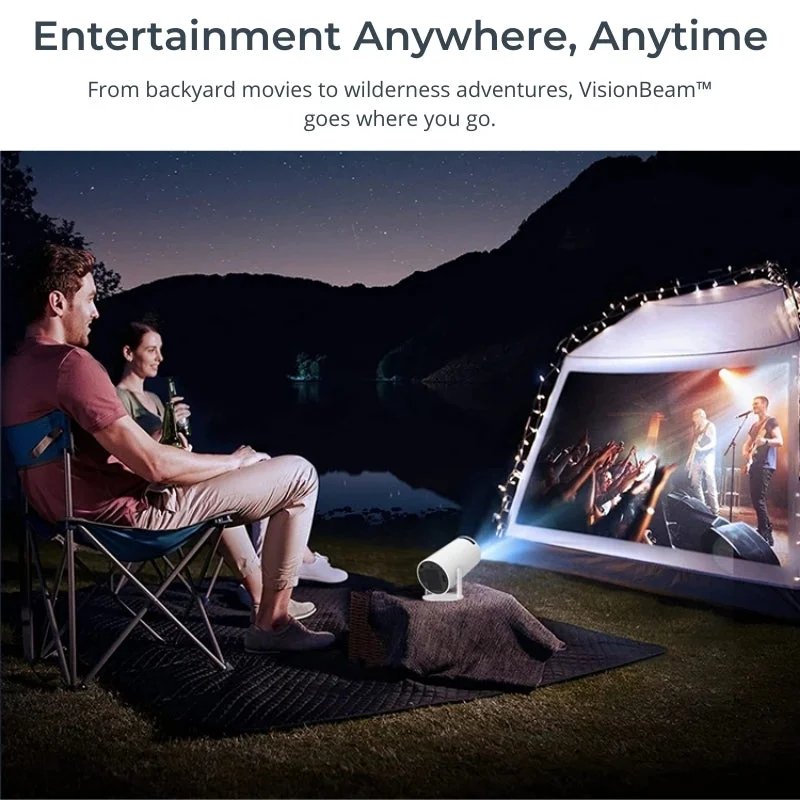 Entertainment Anywhere, Anytime
From backyard movies to wilderness adventures, VisionBeam™
goes where you go.